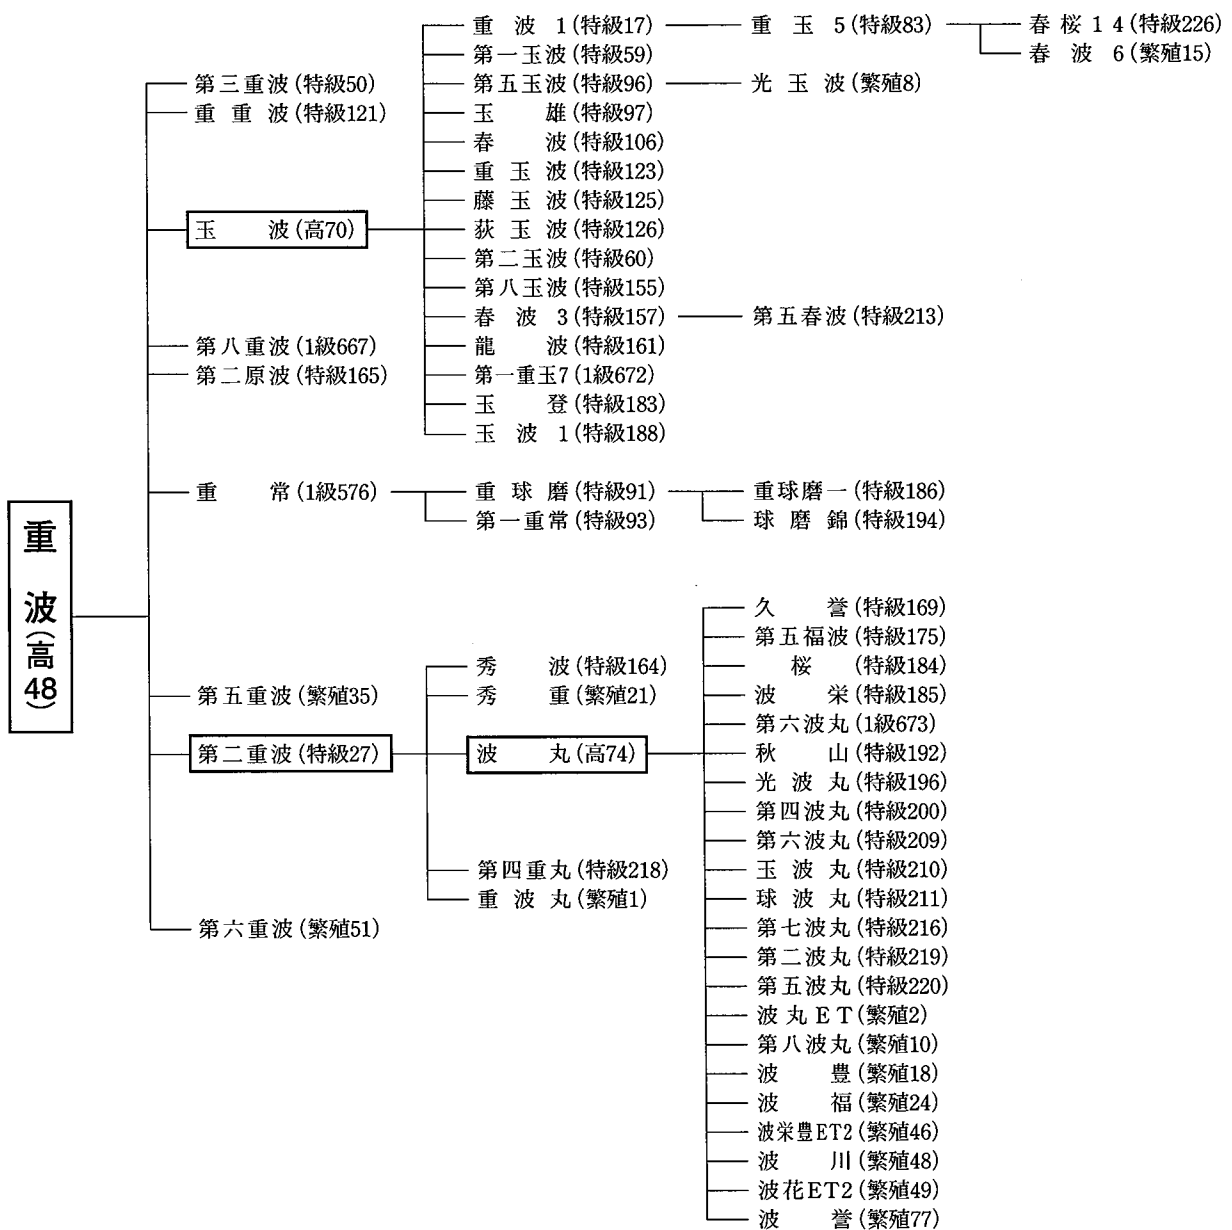 重波(高48)
第三重波(特級50)
重重波(特級121)
玉波(高70)
第八重波(1級667)
第二原波(特級165)
重常(1級576)
第五重波(繁殖35)
第二重波(特級27)
第六重波(繁殖51)
重波1(特級17)
第一玉波(特級59)
第五玉波(特級96)
玉雄(特級97)
春波(特級106)
重玉波(特級123)
藤玉波(特級125)
荻玉波(特級126)
第二玉波(特級60)
第八玉波(特級155)
春波3(特級157)
龍波(特級161)
第一重玉7(1級672)
玉登(特級183)
玉波1(特級188)
重球磨(特級91)
第一重常(特級93)
秀波(特級164)
秀重(繁殖21)
波丸(高74)
第四重丸(特級218)
重波丸(繁殖1)
重玉5(特級83)
光玉波(繁殖8)
第五春波(特級213)
重球磨一(特級186)
球磨錦(特級194)
久誉(特級169)
第五福波(特級175)
桜(特級184)
波栄(特級185)
第六波丸(1級673)
秋山(特級192)
光波丸(特級196)
第四波丸(特級200)
第六波丸(特級209)
玉波丸(特級210)
球波丸(特級211)
第七波丸(特級216)
第二波丸(特級219)
第五波丸(特級220)
波丸ET(繁殖2)
第八波丸(繁殖10)
波豊(繁殖18)
波福(繁殖24)
波栄豊ET2(繁殖46)
波川(繁殖48)
波花ET2(繁殖49)
波誉(繁殖77)
春桜14(特級226)
春波6(繁殖15)